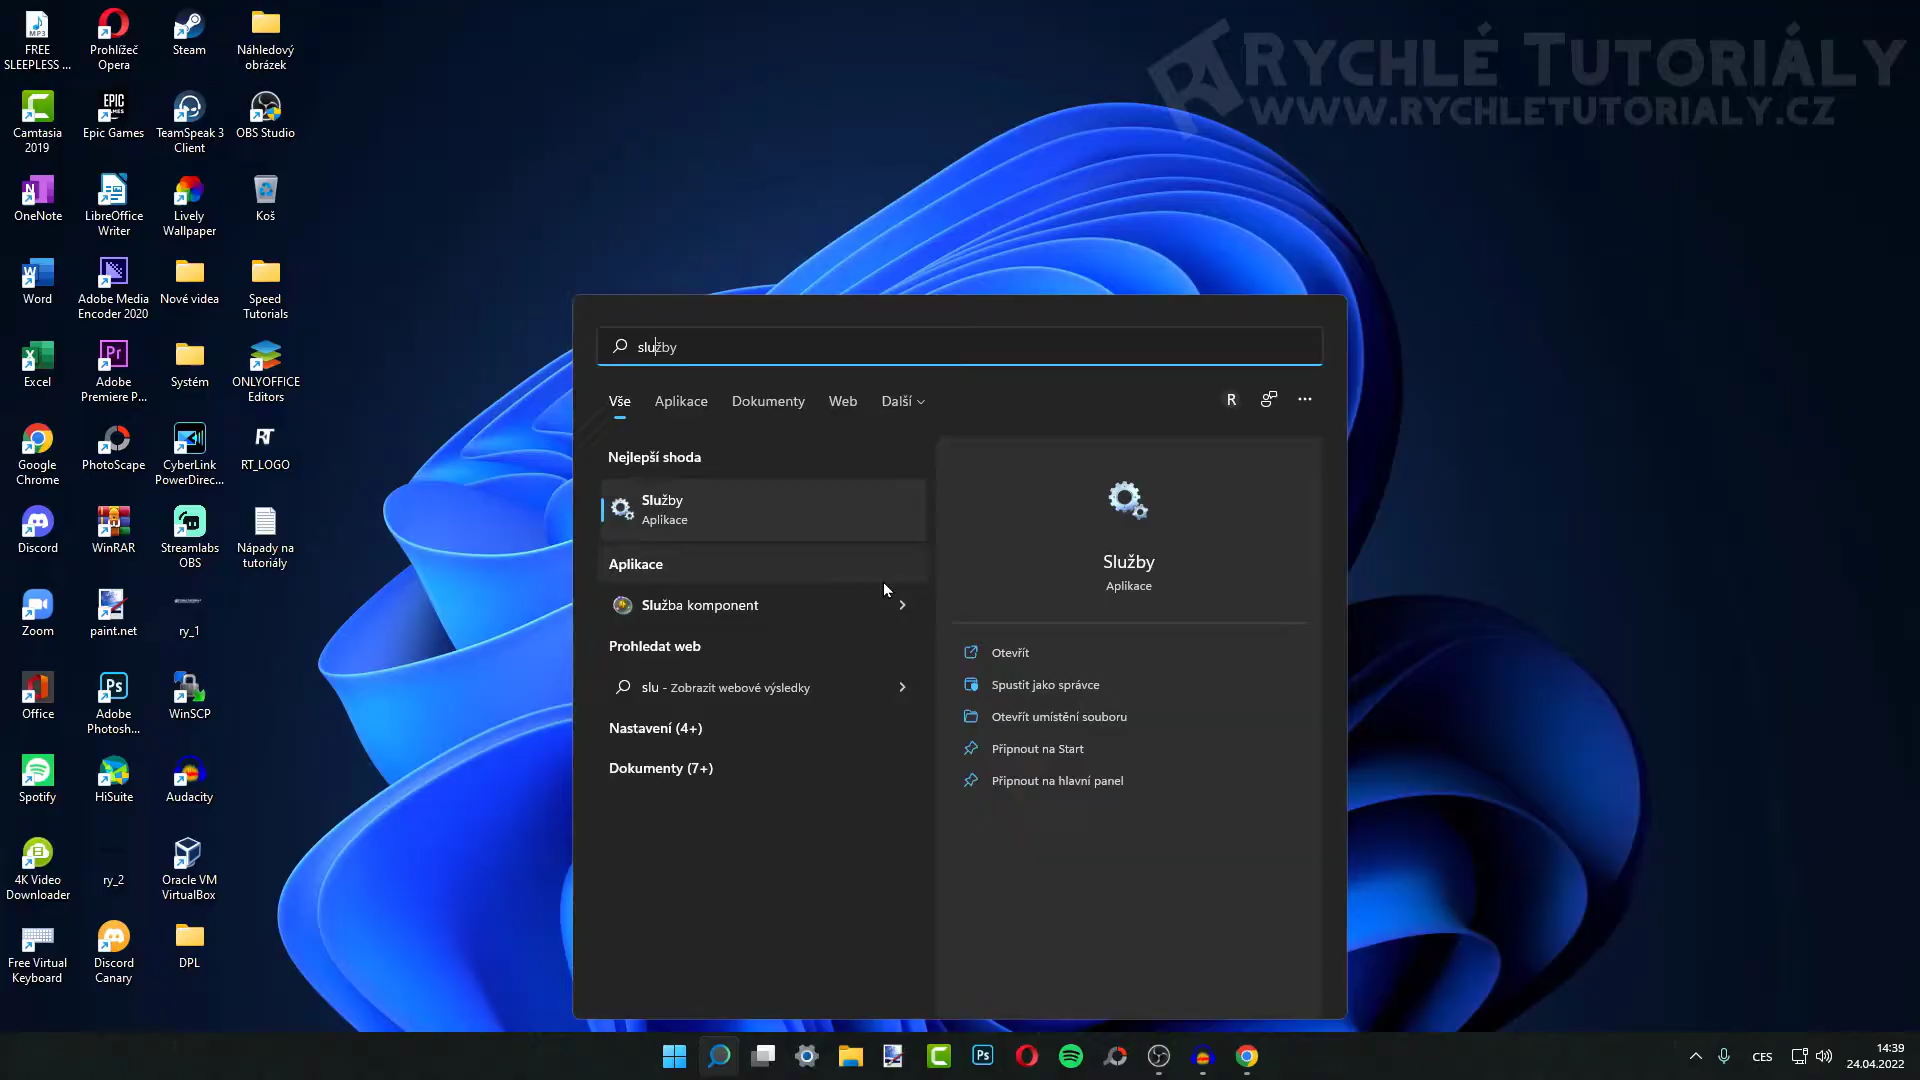 RYCHLÉ TUTORIÁLY
WWW.RYCHLETUTORIALY.CZ
MP3
FREE
SLEEPLESS ...
Prohlížeč
Opera
Steam
Náhledový
obrázek
Camtasia
2019
EPIC
GAMES
Epic Games
TeamSpeak 3
Client
OBS Studio
OneNote
LibreOffice
Writer
Lively
Wallpaper
Koš
Word
Adobe Media
Encoder 2020
Nové videa
Speed
Tutorials
Excel
Adobe
Premiere P...
Systém
ONLYOFFICE
Editors
Google
Chrome
PhotoScape
CyberLink
PowerDirec...
RT
RT_LOGO
Discord
WinRAR
Streamlabs
OBS
Nápady na
tutoriály
Zoom
paint.net
ry_1
Office
Adobe
Photosh...
WinSCP
Spotify
HiSuite
Audacity
4K Video
Downloader
ry_2
Oracle VM
VirtualBox
Free Virtual
Keyboard
Discord
Canary
DPL
služby
Vše
Aplikace
Dokumenty
Web
Další
R
Nejlepší shoda
Služby
Aplikace
Aplikace
Služba komponent
Prohledat web
slu - Zobrazit webové výsledky
Nastavení (4+)
Dokumenty (7+)
Služby
Aplikace
Otevřít
Spustit jako správce
Otevřít umístění souboru
Připnout na Start
Připnout na hlavní panel
CES
14:39
24.04.2022